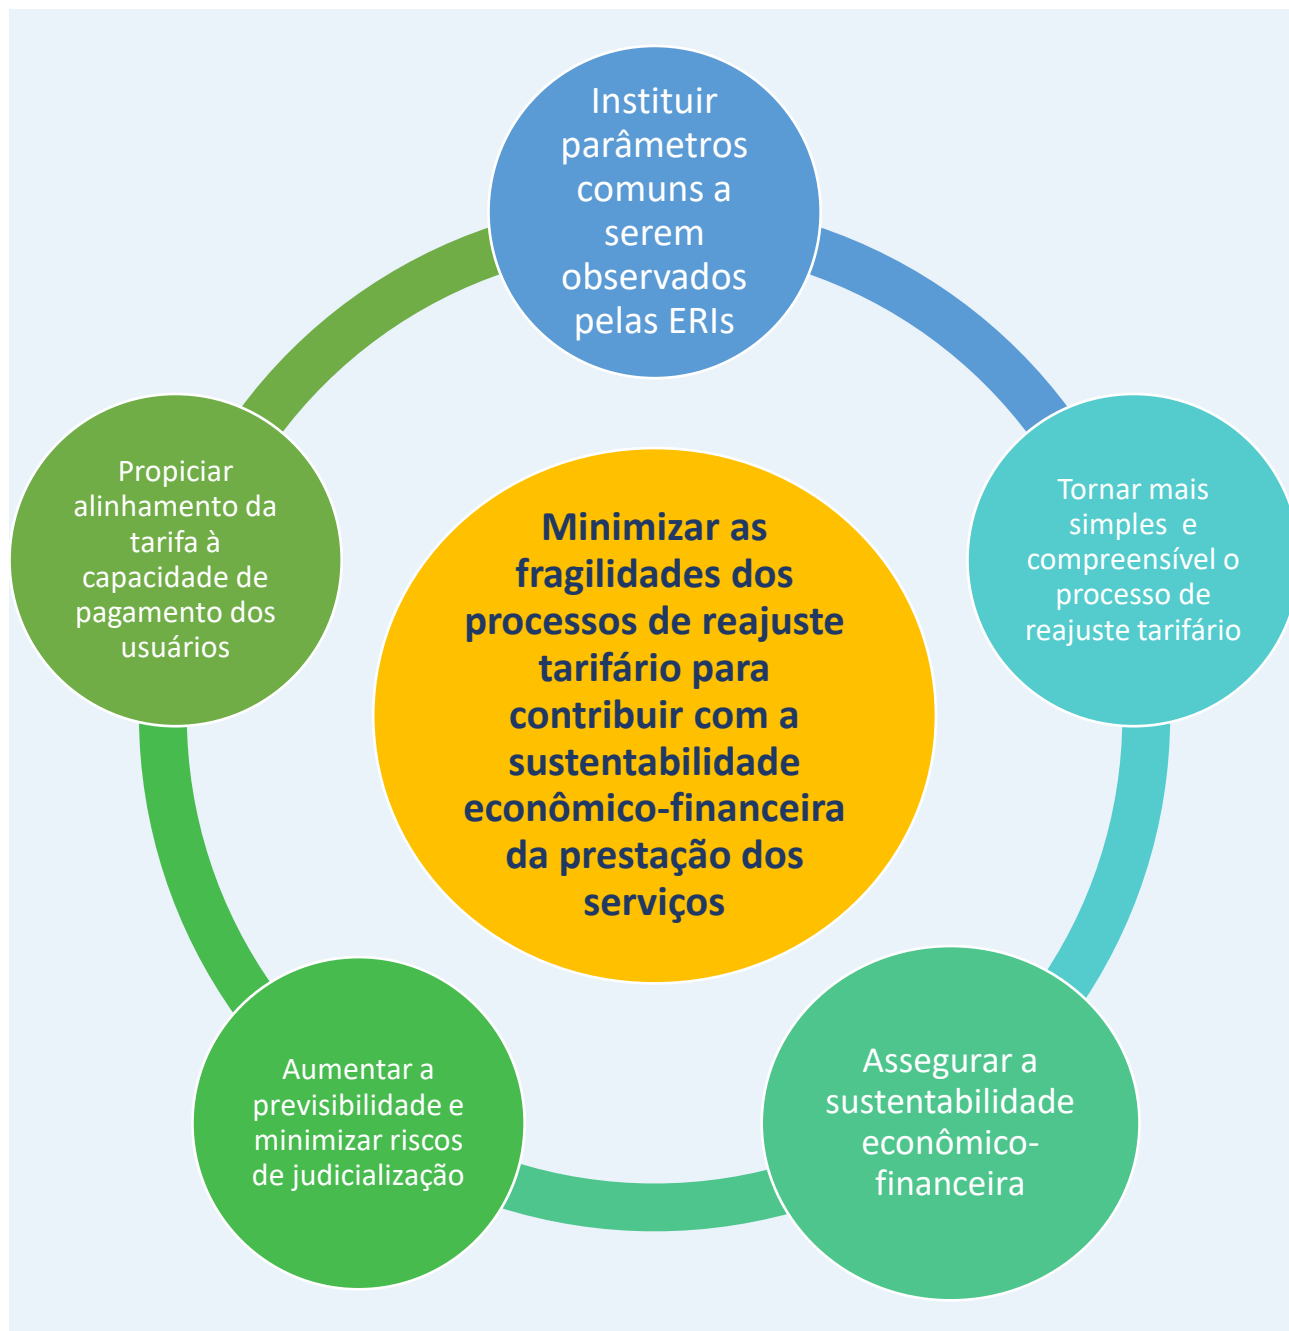 Instituir
parâmetros
comuns a
serem
observados
pelas ERIs
Tornar mais
simples e
compreensível o
processo de
reajuste tarifário
Assegurar a
sustentabilidade
econômico-
financeira
Aumentar a
previsibilidade e
minimizar riscos
de judicialização
Propiciar
alinhamento da
tarifa à
capacidade de
pagamento dos
usuários
Minimizar as
fragilidades dos
processos de reajuste
tarifário para
contribuir com a
sustentabilidade
econômico-financeira
da prestação dos
serviços